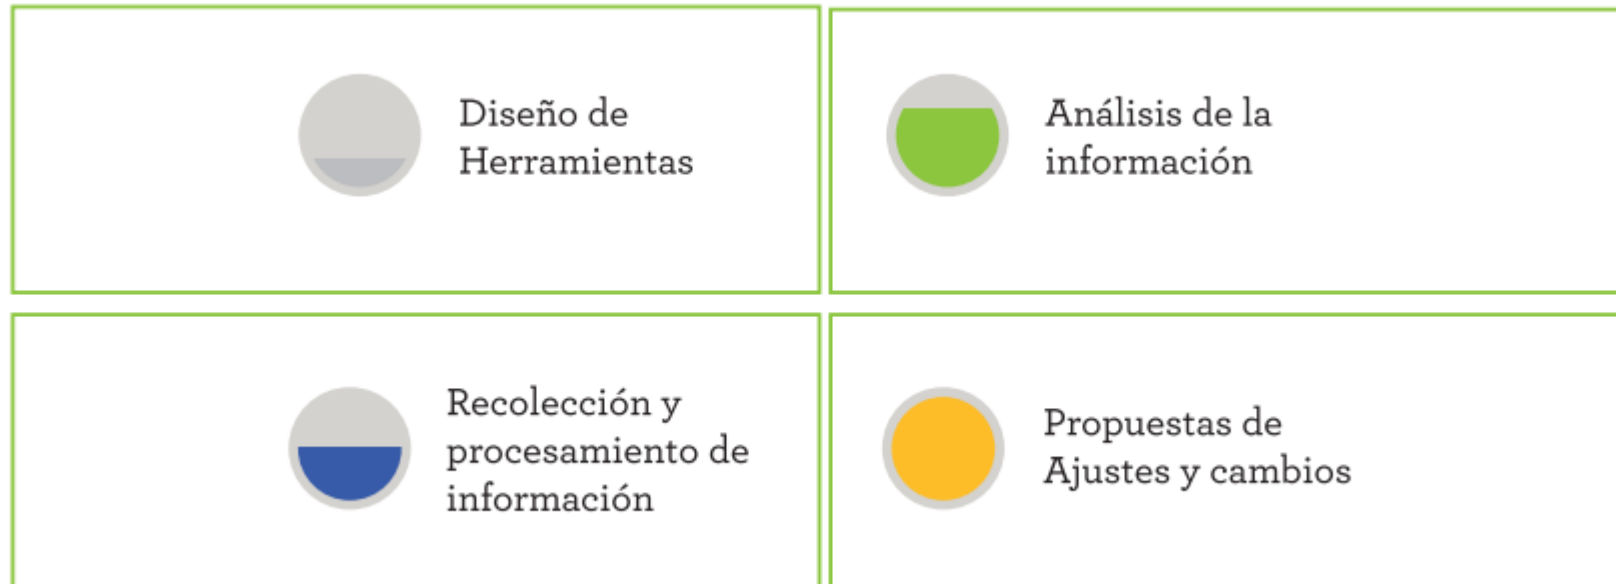 Diseño de
Herramientas
Análisis de la
información
Recolección y
procesamiento de
información
Propuestas de
Ajustes y cambios